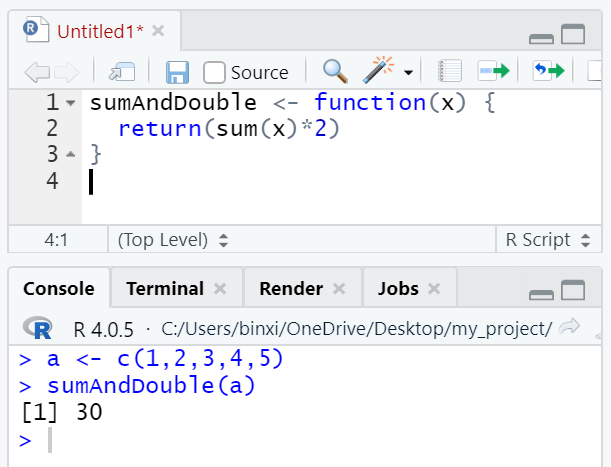 Untitled1*
Source
1 sumAndDouble <- function(x) {
2   return(sum(x)*2)
3 }
4
4:1 (Top Level) R Script
Console Terminal Render Jobs
R R 4.0.5 · C:/Users/binxi/OneDrive/Desktop/my_project/
> a <- c(1,2,3,4,5)
> sumAndDouble(a)
[1] 30
>